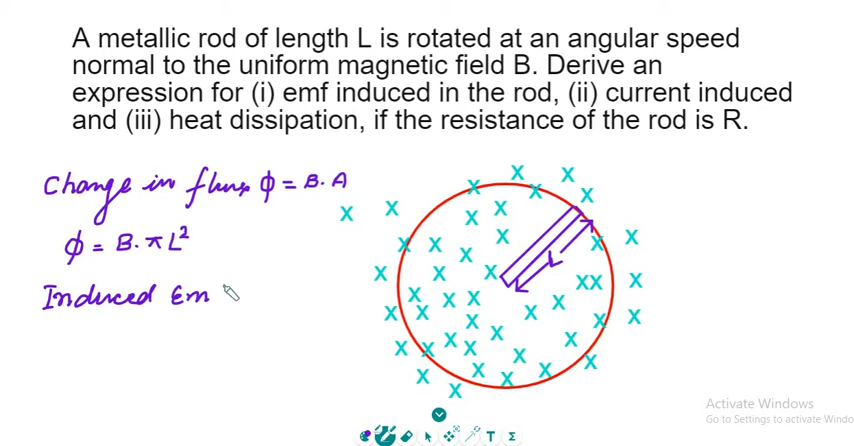 A metallic rod of length L is rotated at an angular speed
normal to the uniform magnetic field B. Derive an
expression for (i) emf induced in the rod, (ii) current induced
and (iii) heat dissipation, if the resistance of the rod is R.
Change in flux ϕ = B. A
ϕ = B. π L²
Induced Em
L
Activate Windows
Go to Settings to activate Windo